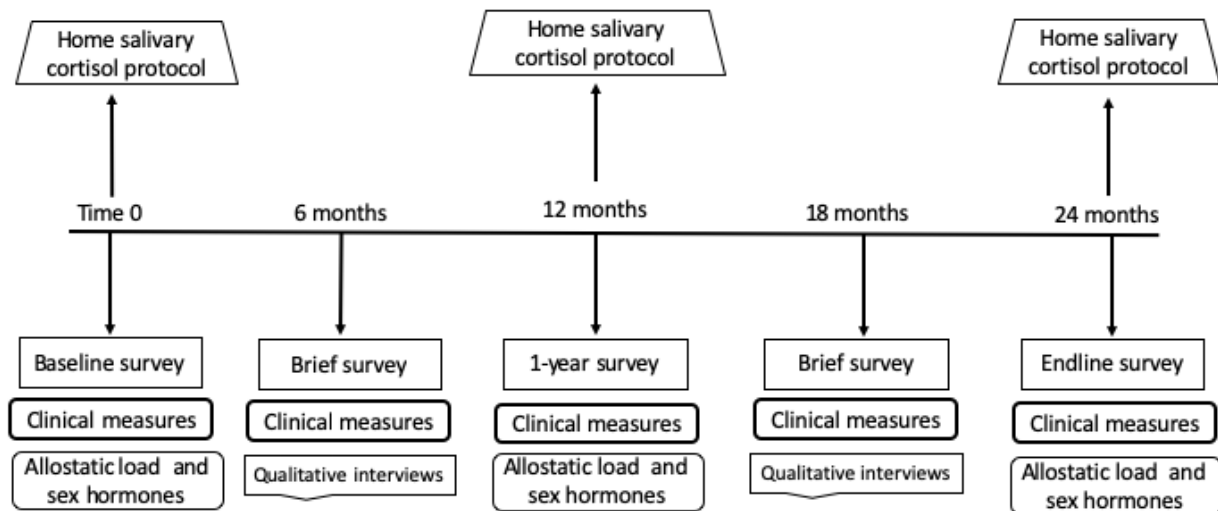 Home salivary
cortisol protocol
Home salivary
cortisol protocol
Home salivary
cortisol protocol
Time 0
6 months
12 months
18 months
24 months
Baseline survey
Brief survey
1-year survey
Brief survey
Endline survey
Clinical measures
Clinical measures
Clinical measures
Clinical measures
Clinical measures
Allostatic load and
sex hormones
Qualitative interviews
Allostatic load and
sex hormones
Qualitative interviews
Allostatic load and
sex hormones